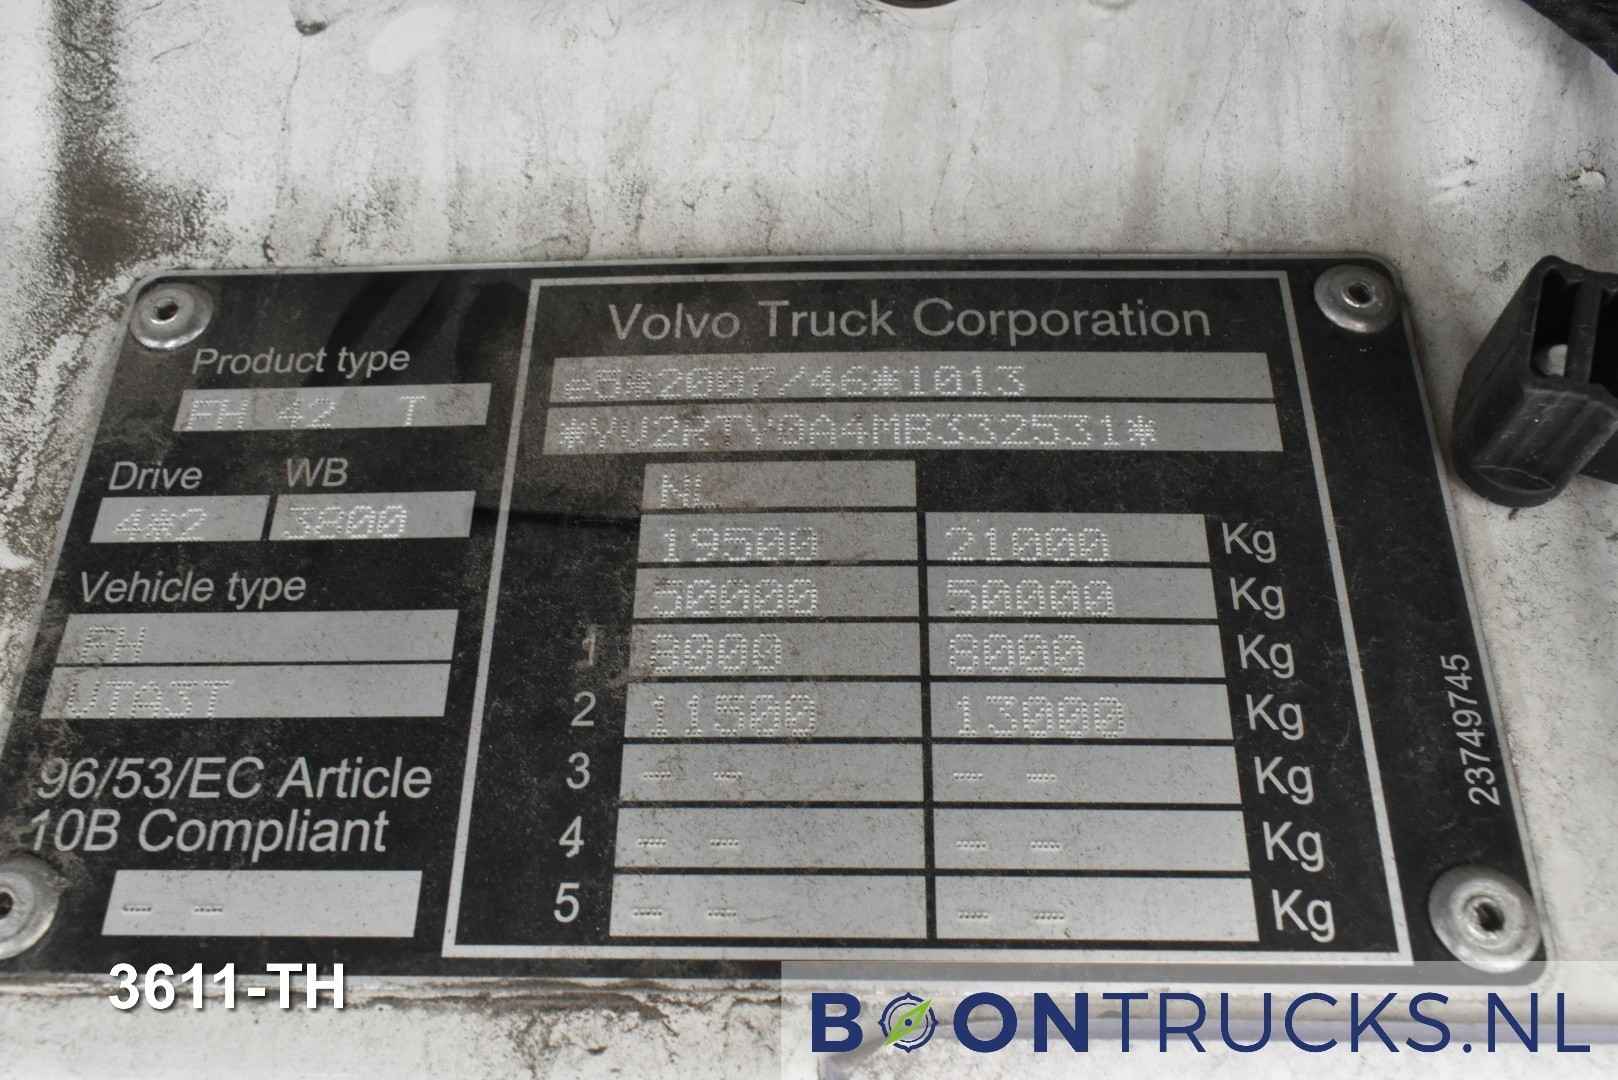 Volvo Truck Corporation
Product type
FH 42 T
*2007/46*1013
*YV2RTY0A4MB332531*
Drive WB
4*2 3800
NL
19500 21000 Kg
50000 50000 Kg
Vehicle type
FH
VTA3T
1 8000 8000 Kg
2 11500 13000 Kg
3 --- --- --- --- Kg
4 --- --- --- --- Kg
5 --- --- --- --- Kg
96/53/EC Article
10B Compliant
--- ---
23749745
3611-TH
BOONTRUCKS.NL